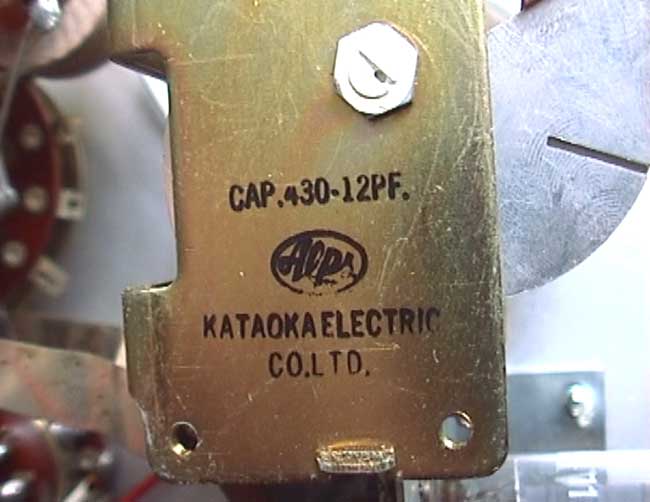 CAP.430-12PF.
Alps
KATAOKA ELECTRIC
CO.LTD.